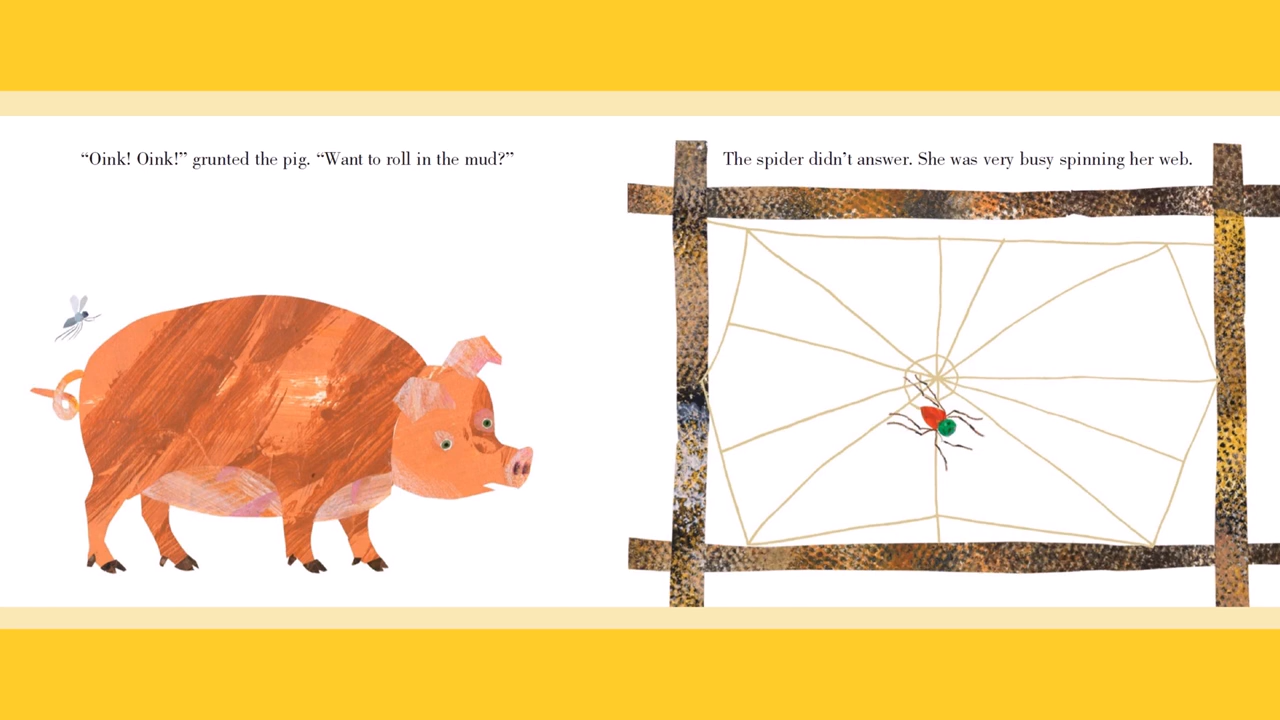 “Oink! Oink!” grunted the pig. “Want to roll in the mud?”
The spider didn’t answer. She was very busy spinning her web.